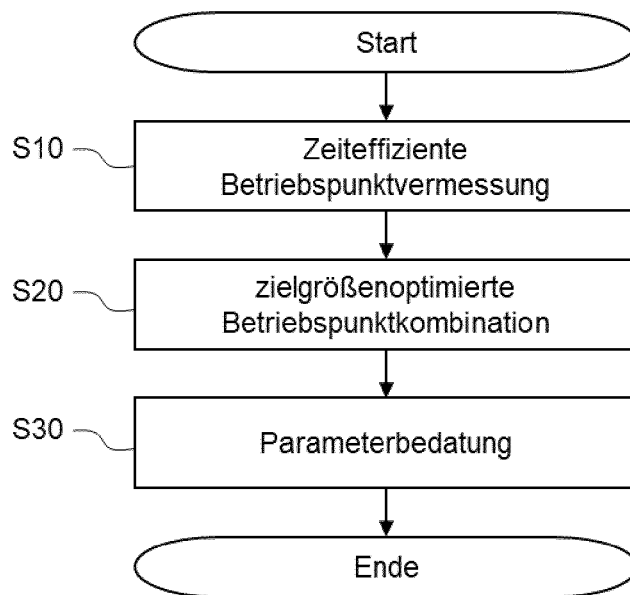 Start
S10
Zeiteffiziente
Betriebspunktvermessung
S20
zielgrößenoptimierte
Betriebspunktkombination
S30
Parameterbedatung
Ende